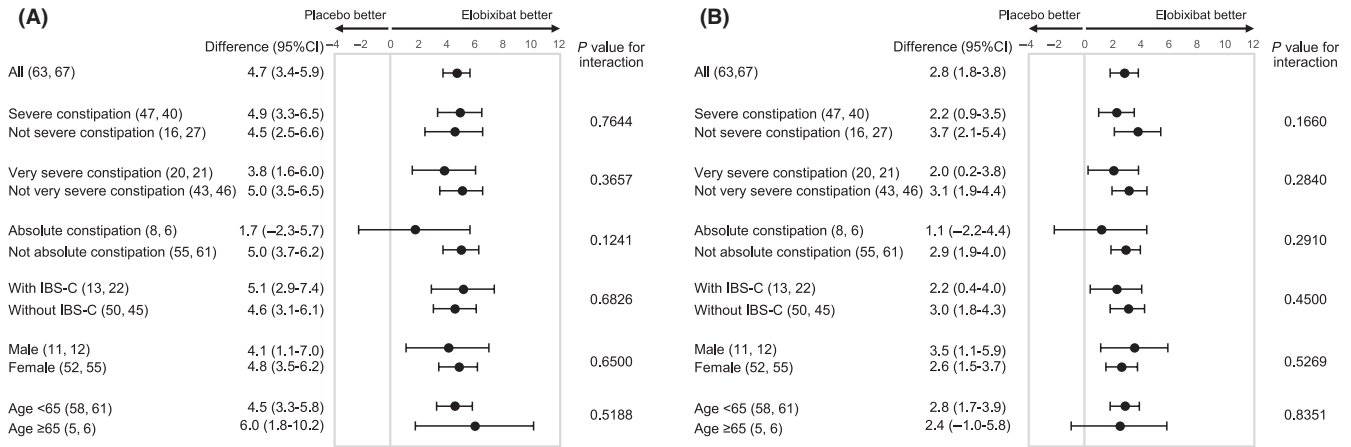 (A)
Placebo better Elobixibat better
Difference (95%CI) −4 −2 0 2 4 6 8 10 12 P value for interaction
All (63, 67) 4.7 (3.4-5.9)
Severe constipation (47, 40) 4.9 (3.3-6.5)
0.7644
Not severe constipation (16, 27) 4.5 (2.5-6.6)
Very severe constipation (20, 21) 3.8 (1.6-6.0)
0.3657
Not very severe constipation (43, 46) 5.0 (3.5-6.5)
Absolute constipation (8, 6) 1.7 (−2.3-5.7)
0.1241
Not absolute constipation (55, 61) 5.0 (3.7-6.2)
With IBS-C (13, 22) 5.1 (2.9-7.4)
0.6826
Without IBS-C (50, 45) 4.6 (3.1-6.1)
Male (11, 12) 4.1 (1.1-7.0)
0.6500
Female (52, 55) 4.8 (3.5-6.2)
Age <65 (58, 61) 4.5 (3.3-5.8)
0.5188
Age ≥65 (5, 6) 6.0 (1.8-10.2)
(B)
Placebo better Elobixibat better
Difference (95%CI) −4 −2 0 2 4 6 8 10 12 P value for interaction
All (63,67) 2.8 (1.8-3.8)
Severe constipation (47, 40) 2.2 (0.9-3.5)
0.1660
Not severe constipation (16, 27) 3.7 (2.1-5.4)
Very severe constipation (20, 21) 2.0 (0.2-3.8)
0.2840
Not very severe constipation (43, 46) 3.1 (1.9-4.4)
Absolute constipation (8, 6) 1.1 (−2.2-4.4)
0.2910
Not absolute constipation (55, 61) 2.9 (1.9-4.0)
With IBS-C (13, 22) 2.2 (0.4-4.0)
0.4500
Without IBS-C (50, 45) 3.0 (1.8-4.3)
Male (11, 12) 3.5 (1.1-5.9)
0.5269
Female (52, 55) 2.6 (1.5-3.7)
Age <65 (58, 61) 2.8 (1.7-3.9)
0.8351
Age ≥65 (5, 6) 2.4 (−1.0-5.8)